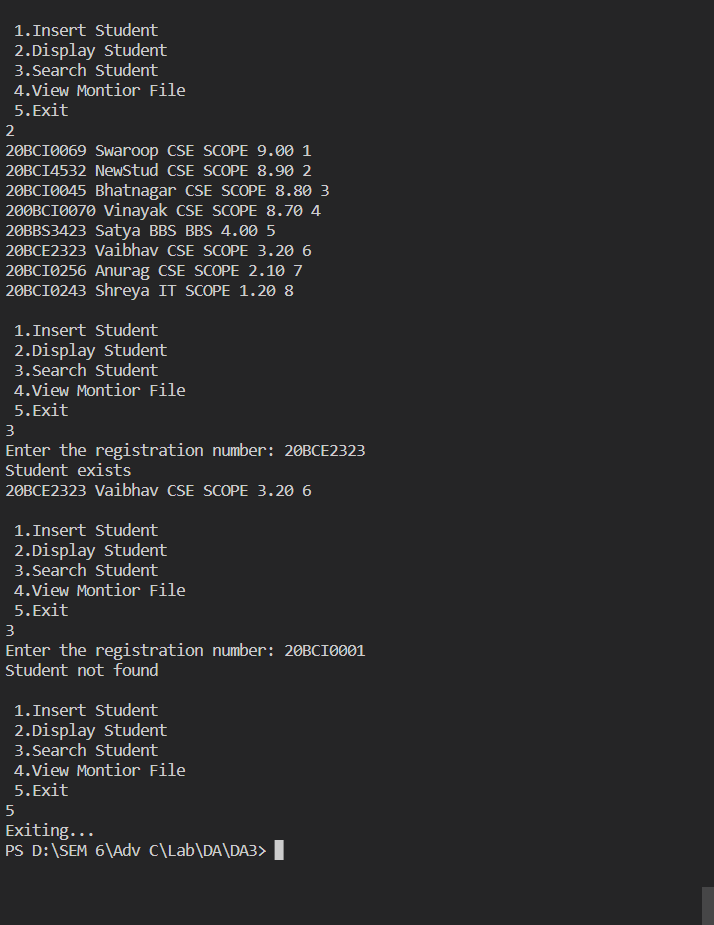 1.Insert Student
2.Display Student
3.Search Student
4.View Montior File
5.Exit
2
20BCI0069 Swaroop CSE SCOPE 9.00 1
20BCI4532 NewStud CSE SCOPE 8.90 2
20BCI0045 Bhatnagar CSE SCOPE 8.80 3
200BCI0070 Vinayak CSE SCOPE 8.70 4
20BBS3423 Satya BBS BBS 4.00 5
20BCE2323 Vaibhav CSE SCOPE 3.20 6
20BCI0256 Anurag CSE SCOPE 2.10 7
20BCI0243 Shreya IT SCOPE 1.20 8
1.Insert Student
2.Display Student
3.Search Student
4.View Montior File
5.Exit
3
Enter the registration number: 20BCE2323
Student exists
20BCE2323 Vaibhav CSE SCOPE 3.20 6
1.Insert Student
2.Display Student
3.Search Student
4.View Montior File
5.Exit
3
Enter the registration number: 20BCI0001
Student not found
1.Insert Student
2.Display Student
3.Search Student
4.View Montior File
5.Exit
5
Exiting...
PS D:\SEM 6\Adv C\Lab\DA\DA3>